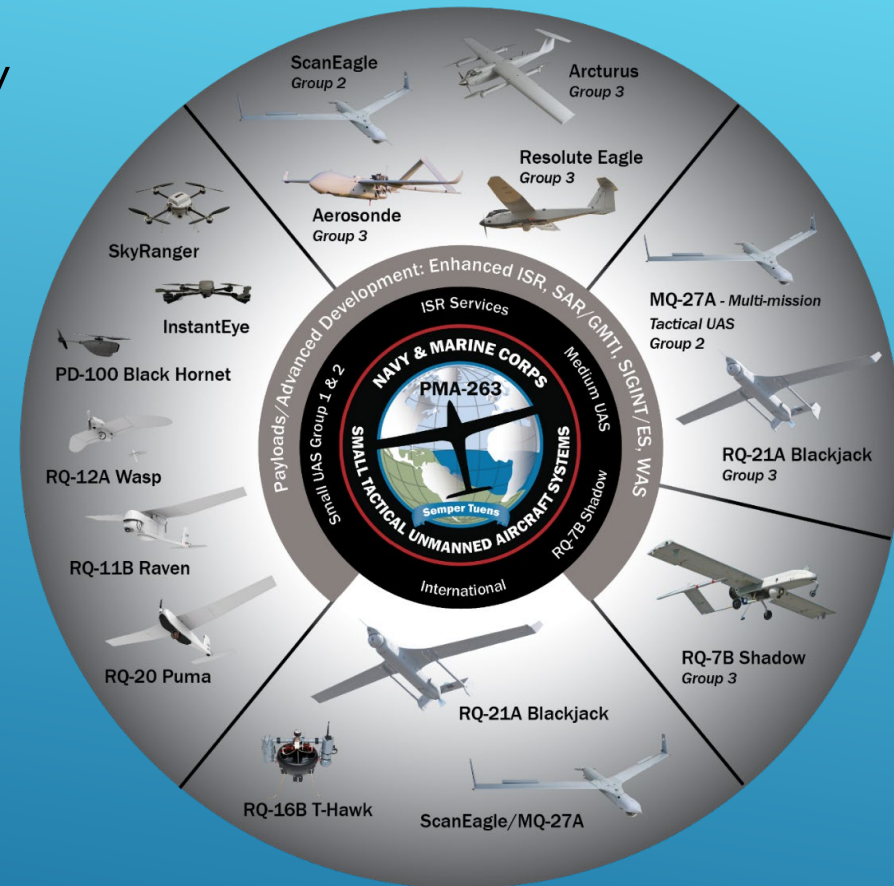 y
ScanEagle
Group 2
Arcturus
Group 3
Aerosonde
Group 3
Resolute Eagle
Group 3
SkyRanger
InstantEye
PD-100 Black Hornet
RQ-12A Wasp
RQ-11B Raven
RQ-20 Puma
MQ-27A - Multi-mission
Tactical UAS
Group 2
RQ-21A Blackjack
Group 3
RQ-7B Shadow
Group 3
RQ-21A Blackjack
RQ-16B T-Hawk
ScanEagle/MQ-27A
Payloads/Advanced Development: Enhanced ISR, SAR/GMTI, SIGINT/ES, WAS
ISR Services
Small UAS Group 1 & 2
Medium UAS
RQ-7B Shadow
International
NAVY & MARINE CORPS
PMA-263
Semper Tuens
SMALL TACTICAL UNMANNED AIRCRAFT SYSTEMS